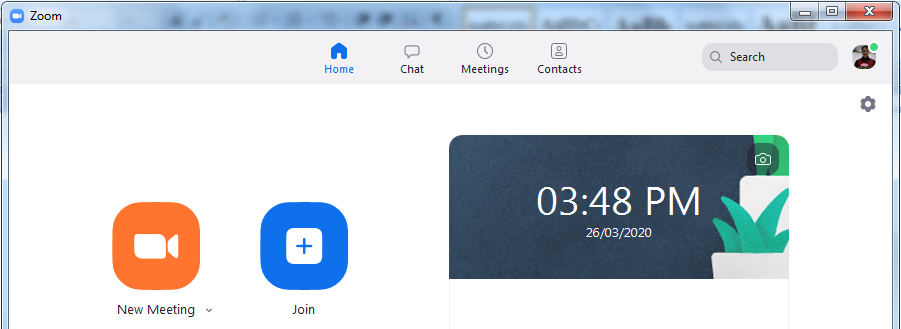 Zoom
Home Chat Meetings Contacts
Search
03:48 PM
26/03/2020
New Meeting
Join